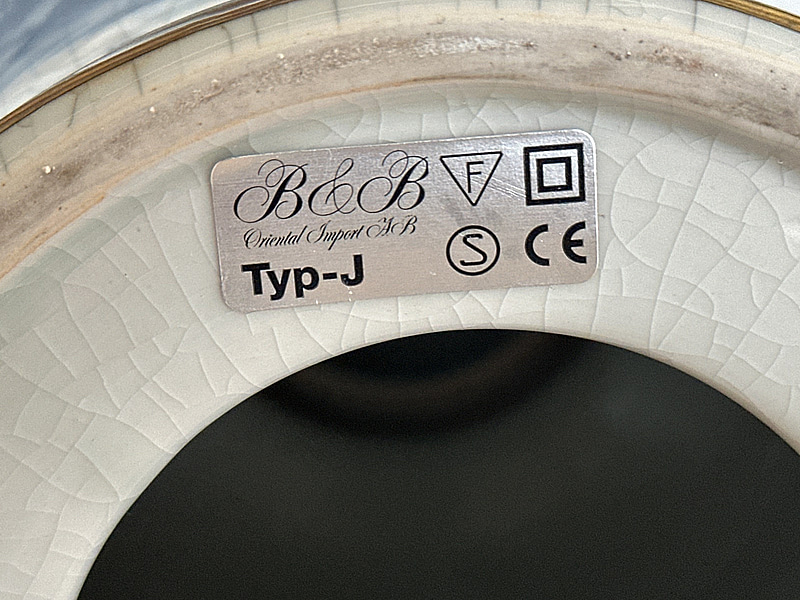 B&B
Oriental Import AB
Typ-J
F
S
CE